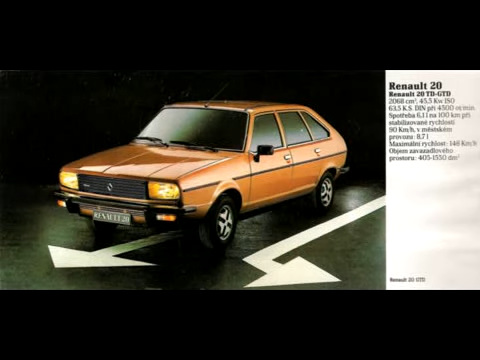 Renault 20
Renault 20 TD-GTD
2068 cm³, 45,5 Kw ISO
63,5 K.S. DIN při 4500 ot/min.
Spotřeba 6,1 l na 100 km při
stabilizované rychlosti
90 Km/h, v městském
provozu : 8,7 l
Maximální rychlost : 146 Km/h
Objem zavazadlového
prostoru : 405-1550 dm³
RENAULT 20
Renault 20 GTD